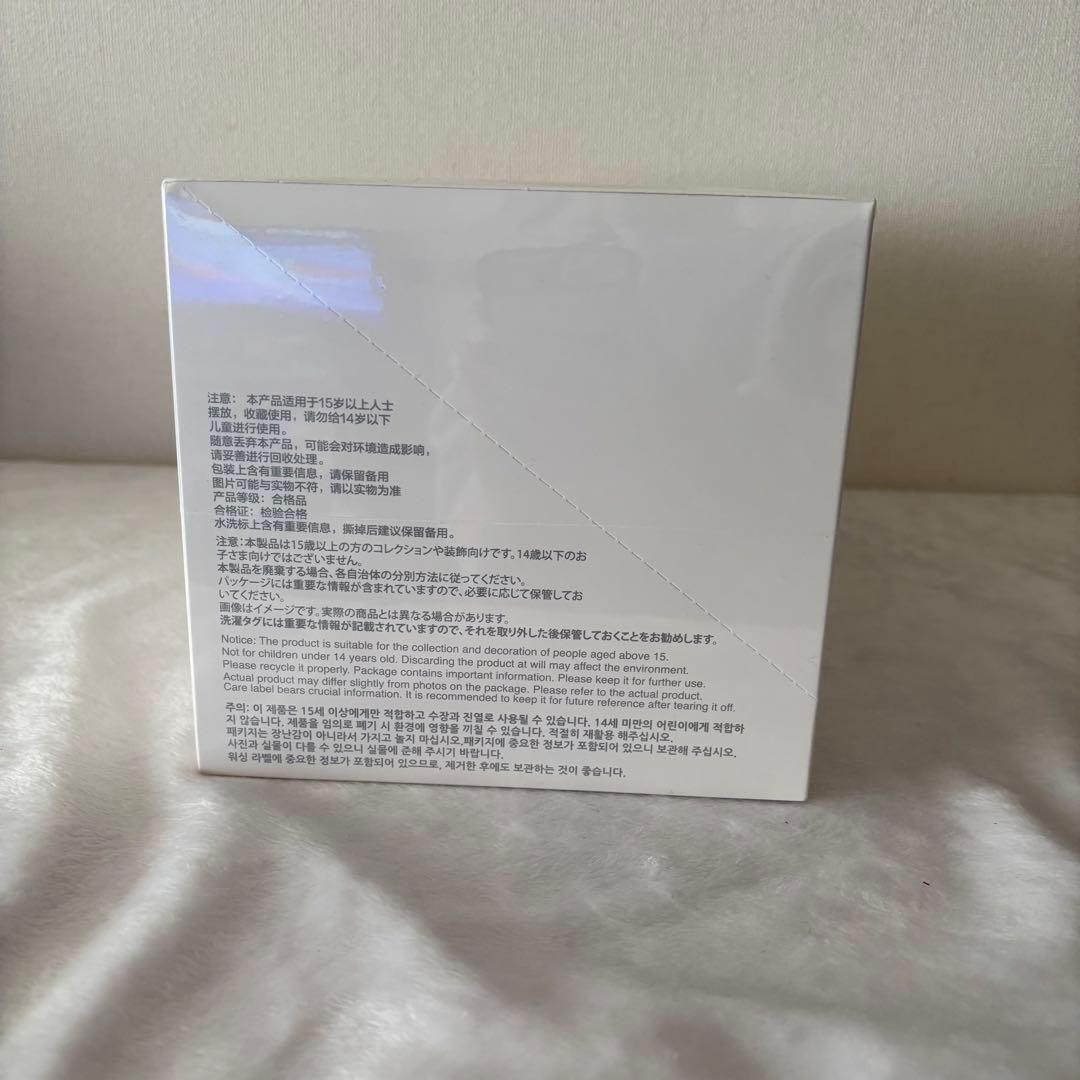 注意： 本产品适用于15岁以上人士
摆放，收藏使用，请勿给14岁以下
儿童进行使用。
随意丢弃本产品，可能会对环境造成影响，
请妥善进行回收处理。
包装上含有重要信息，请保留备用
图片可能与实物不符，请以实物为准
产品等级：合格品
合格证：检验合格
水洗标上含有重要信息，撕掉后建议保留备用。
注意：本製品は15歳以上の方のコレクションや装飾向けです。14歳以下のお
子さま向けではございません。
本製品を廃棄する場合、各自治体の分別方法に従ってください。
パッケージには重要な情報が含まれていますので、必要に応じて保管してお
いてください。
画像はイメージです。実際の商品とは異なる場合があります。
洗濯タグには重要な情報が記載されていますので、それを取り外した後保管しておくことをお勧めします。
Notice: The product is suitable for the collection and decoration of people aged above 15.
Not for children under 14 years old. Discarding the product at will may affect the environment.
Please recycle it properly. Package contains important information. Please keep it for further use.
Actual product may differ slightly from photos on the package. Please refer to the actual product.
Care label bears crucial information. It is recommended to keep it for future reference after tearing it off.
주의: 이 제품은 15세 이상에게만 적합하고 수장과 진열로 사용될 수 있습니다. 14세 미만의 어린이에게 적합하
지 않습니다. 제품을 임의로 폐기 시 환경에 영향을 끼칠 수 있습니다. 적절히 재활용 해주십시오.
패키지는 장난감이 아니라서 가지고 놀지 마십시오.패키지에 중요한 정보가 포함되어 있으니 보관해 주십시오.
사진과 실물이 다를 수 있으니 실물에 준해 주시기 바랍니다.
워싱 라벨에 중요한 정보가 포함되어 있으므로, 제거한 후에도 보관하는 것이 좋습니다.